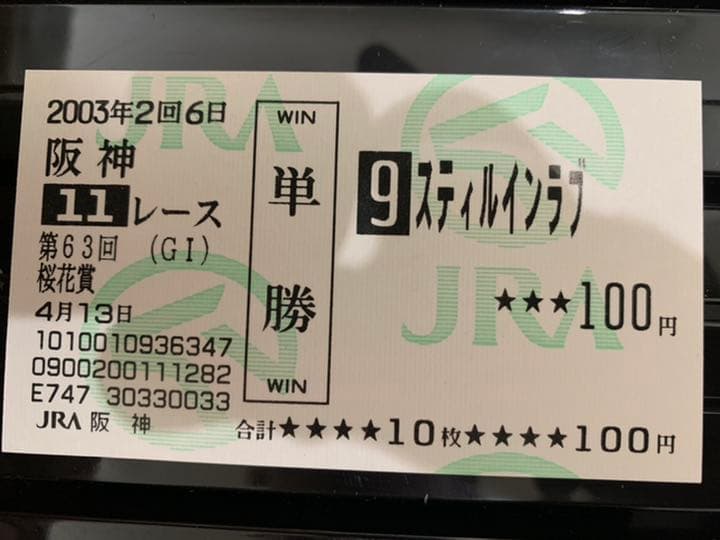 2003年2回6日
阪神
11レース
第63回 (GI)
桜花賞
4月13日
1010010936347
0900200111282
E747 30330033
JRA 阪 神
WIN
単勝
WIN
9 スティルインラブ
★★★100円
合計★★★★10枚★★★★100円
JRA
JRA